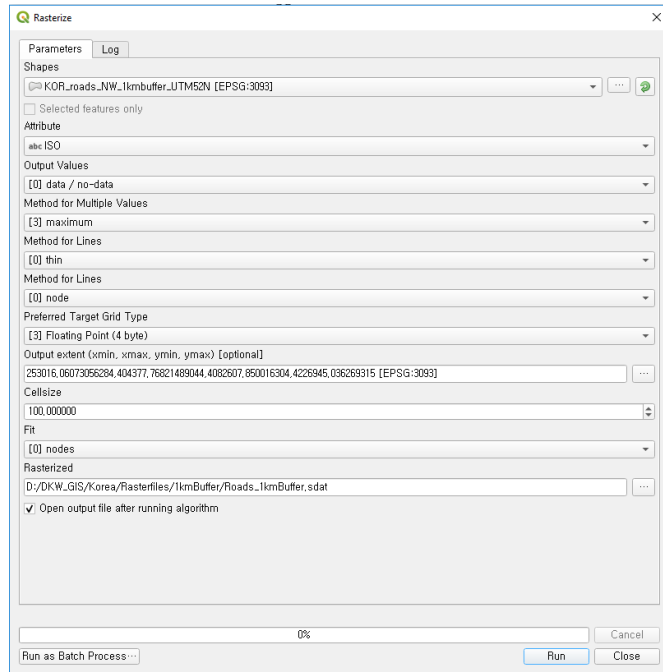 Rasterize
Parameters Log
Shapes
KOR_roads_NW_1kmbuffer_UTM52N [EPSG:3093]
Selected features only
Attribute
abc ISO
Output Values
[0] data / no-data
Method for Multiple Values
[3] maximum
Method for Lines
[0] thin
Method for Lines
[0] node
Preferred Target Grid Type
[3] Floating Point (4 byte)
Output extent (xmin, xmax, ymin, ymax) [optional]
253016,06073056284,404377,76821489044,4082607,850016304,4226945,036269315 [EPSG:3093]
...
Cellsize
100,000000
Fit
[0] nodes
Rasterized
D:/DKW_GIS/Korea/Rasterfiles/1kmBuffer/Roads_1kmBuffer.sdat
...
Open output file after running algorithm
0% Cancel
Run as Batch Process... Run Close